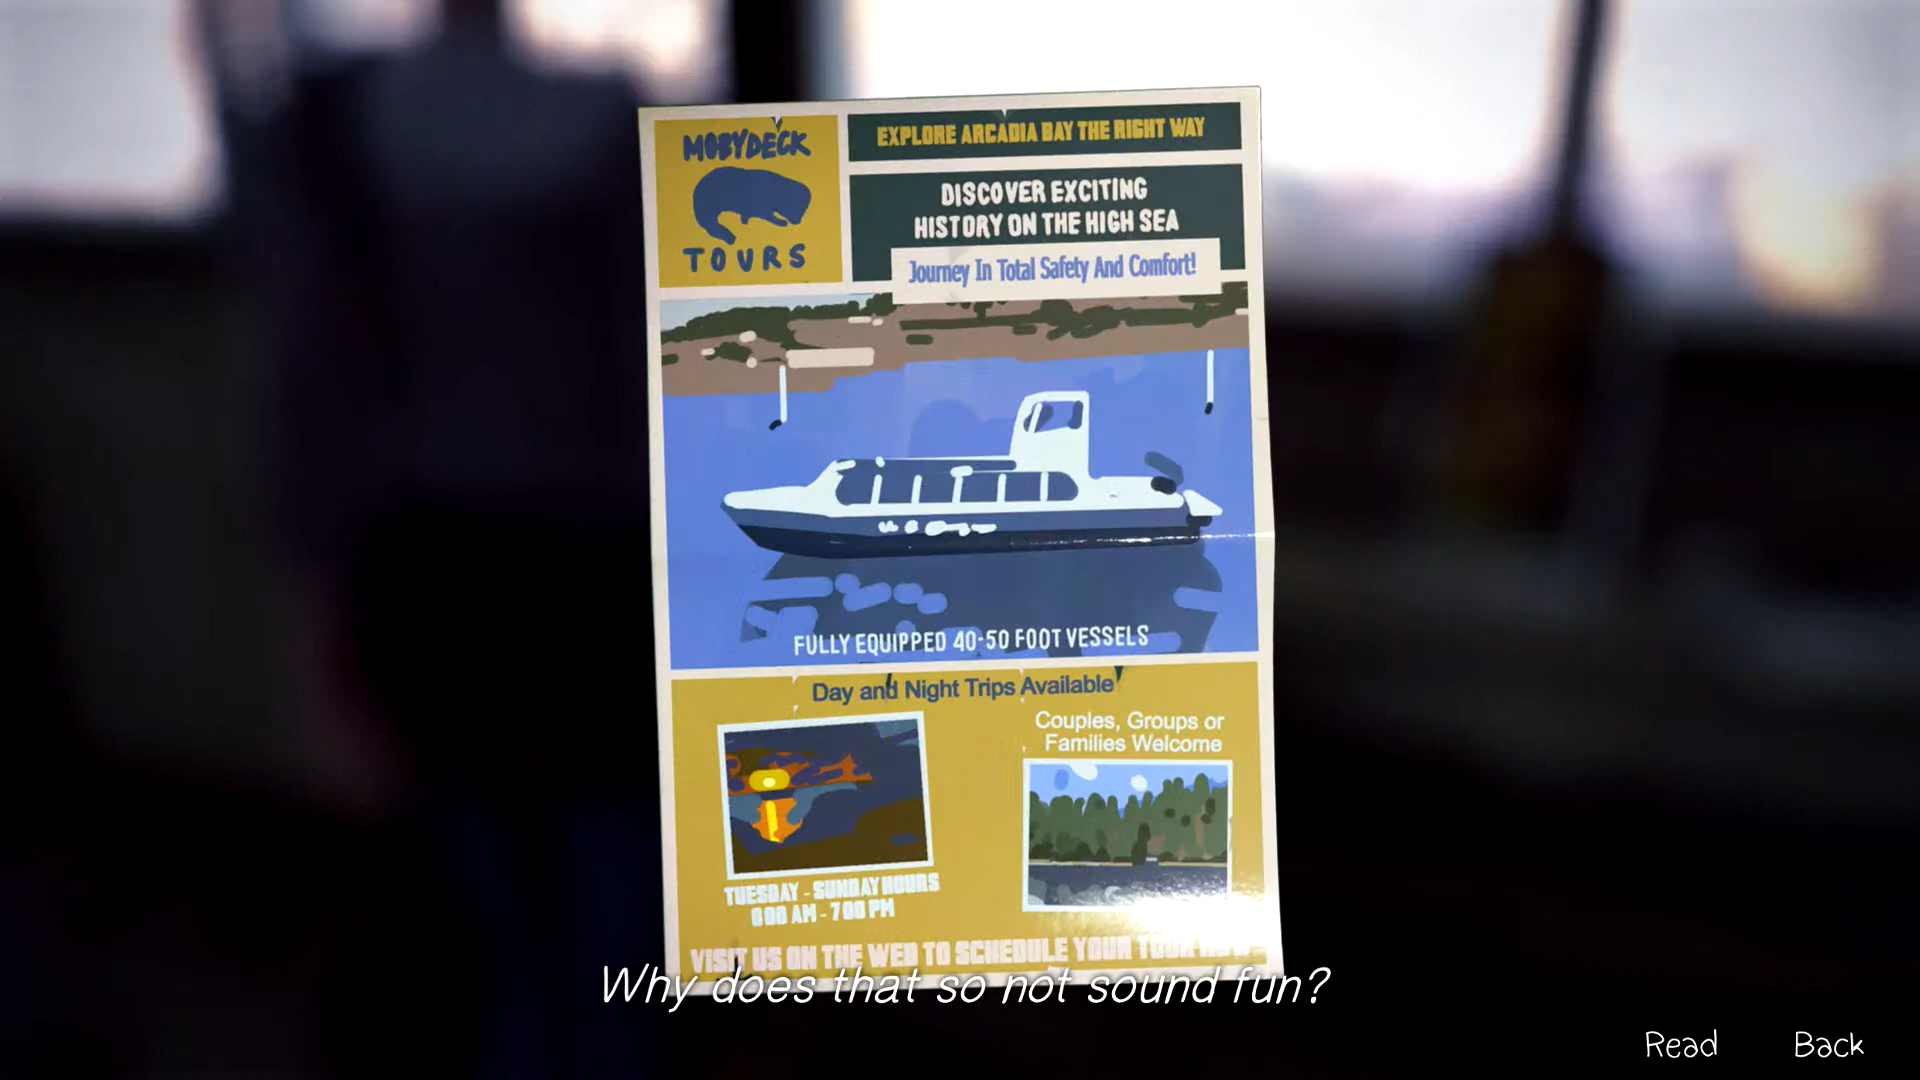 MOBYDECK
TOURS
EXPLORE ARCADIA BAY THE RIGHT WAY
DISCOVER EXCITING
HISTORY ON THE HIGH SEA
Journey In Total Safety And Comfort!
FULLY EQUIPPED 40-50 FOOT VESSELS
Day and Night Trips Available
Couples, Groups or
Families Welcome
TUESDAY - SUNDAY HOURS
AM - 7 00 PM
VISIT US ON THE WEB TO SCHEDULE YOUR TOUR
Why does that so not sound fun?
Read
Back